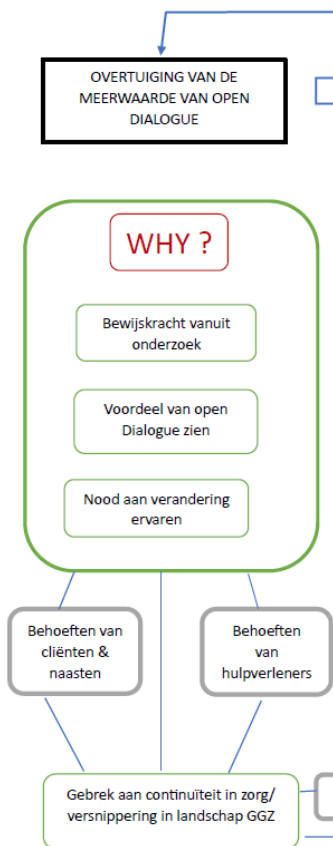 OVERTUIGING VAN DE
MEERWAARDE VAN OPEN
DIALOGUE
WHY ?
Bewijskracht vanuit
onderzoek
Voordeel van open
Dialogue zien
Nood aan verandering
ervaren
Behoeften van
cliënten &
naasten
Behoeften
van
hulpverleners
Gebrek aan continuïteit in zorg/
versnippering in landschap GGZ